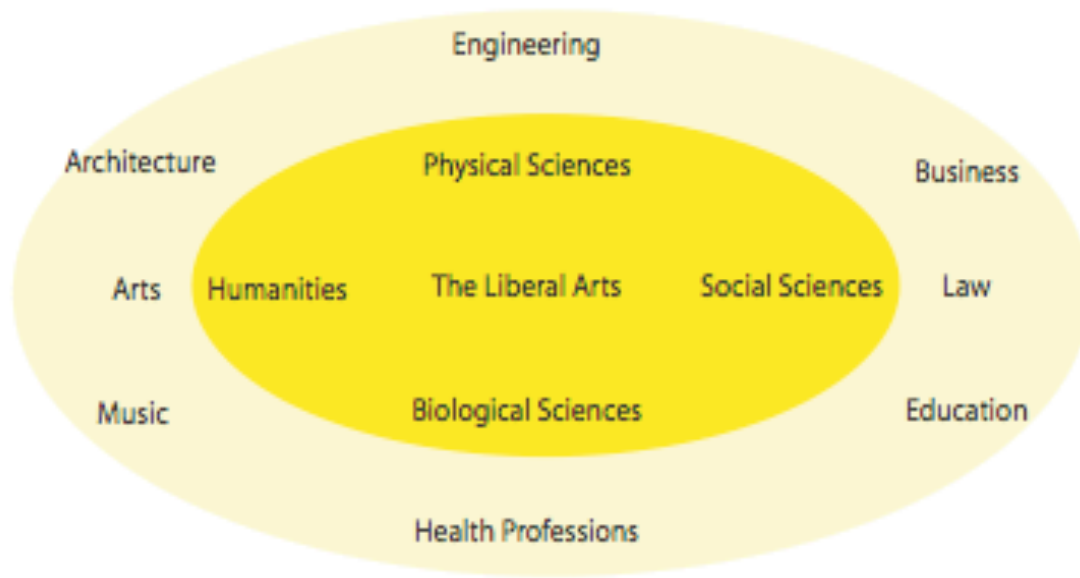 Engineering
Architecture
Physical Sciences
Business
Arts
Humanities
The Liberal Arts
Social Sciences
Law
Music
Biological Sciences
Education
Health Professions